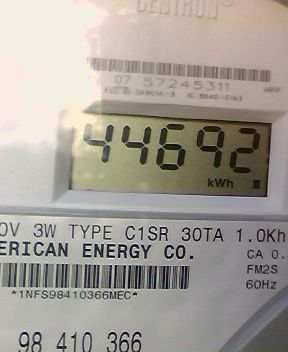 CENTRON®
07 57245311
44692
kWh
0V 3W TYPE C1SR 30TA 1.0Kh
ERICAN ENERGY CO.
CA 0.
FM2S
*1NFS98410366MEC*
60Hz
98 410 366